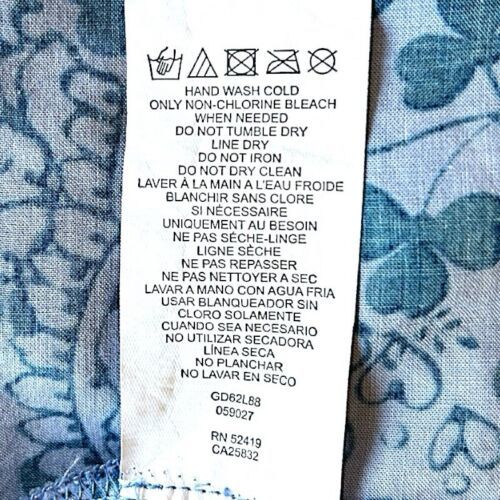 HAND WASH COLD
ONLY NON-CHLORINE BLEACH
WHEN NEEDED
DO NOT TUMBLE DRY
LINE DRY
DO NOT IRON
DO NOT DRY CLEAN
LAVER À LA MAIN A L'EAU FROIDE
BLANCHIR SANS CLORE
SI NÉCESSAIRE
UNIQUEMENT AU BESOIN
NE PAS SÈCHE-LINGE
LIGNE SÈCHE
NE PAS REPASSER
NE PAS NETTOYER A SEC
LAVAR A MANO CON AGUA FRIA
USAR BLANQUEADOR SIN
CLORO SOLAMENTE
CUANDO SEA NECESARIO
NO UTILIZAR SECADORA
LÍNEA SECA
NO PLANCHAR
NO LAVAR EN SECO
GD62L88
059027
RN 52419
CA25832